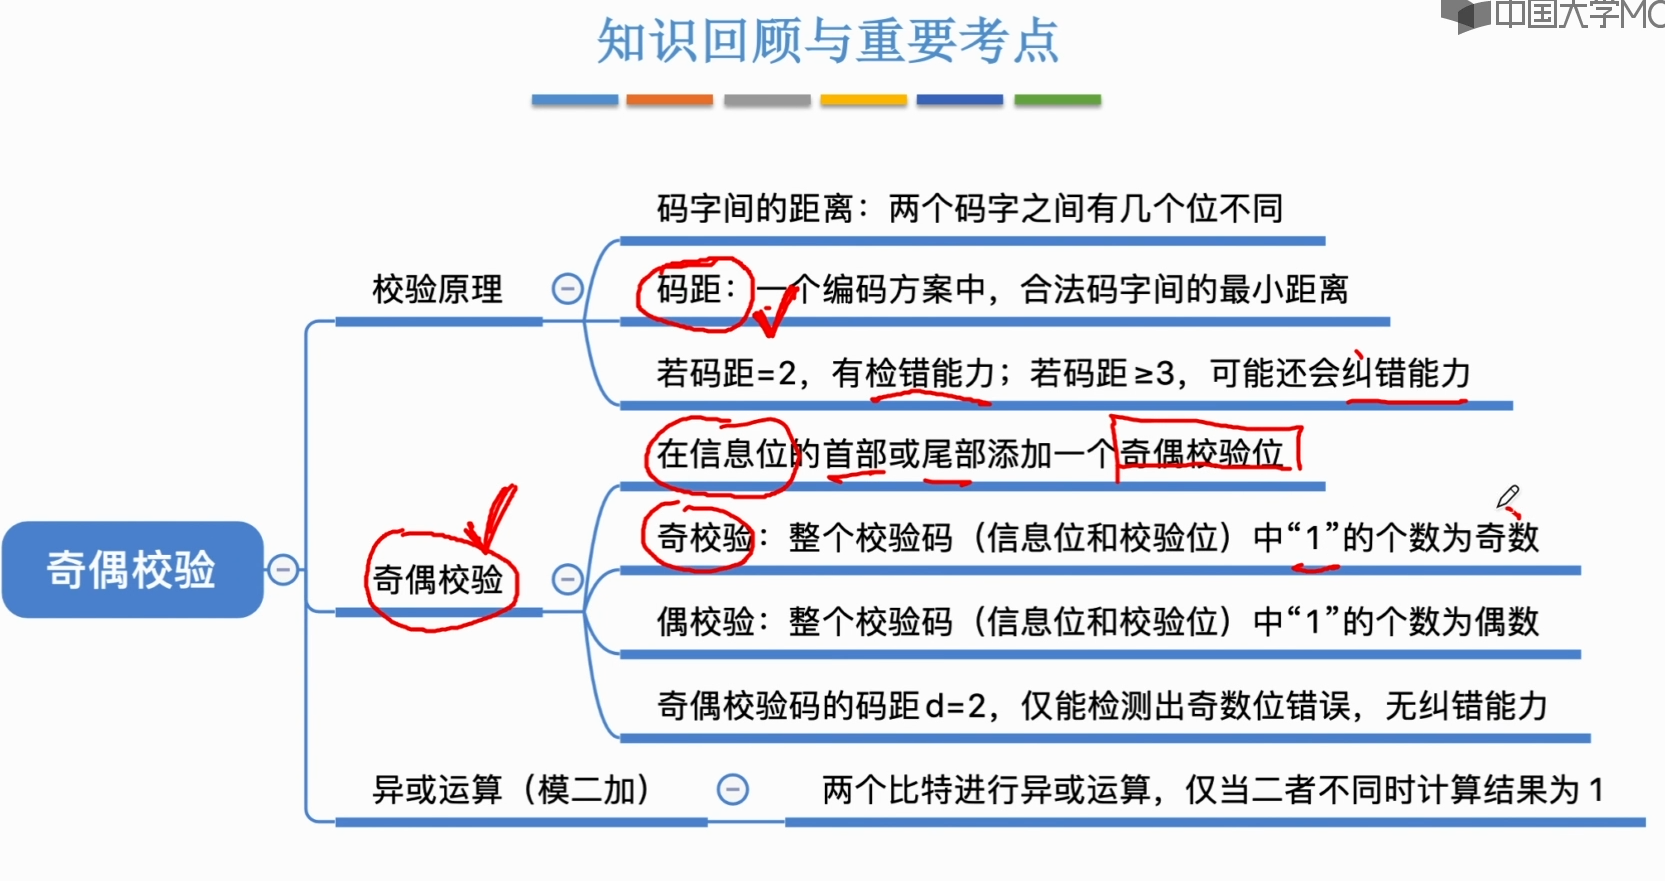 中国大学MO
知识回顾与重要考点
码字间的距离：两个码字之间有几个位不同
校验原理
码距：一个编码方案中，合法码字间的最小距离
若码距=2，有检错能力；若码距≥3，可能还会纠错能力
在信息位的首部或尾部添加一个奇偶校验位
奇校验：整个校验码（信息位和校验位）中“1”的个数为奇数
奇偶校验
奇偶校验
偶校验：整个校验码（信息位和校验位）中“1”的个数为偶数
奇偶校验码的码距d=2，仅能检测出奇数位错误，无纠错能力
异或运算（模二加）
两个比特进行异或运算，仅当二者不同时计算结果为1